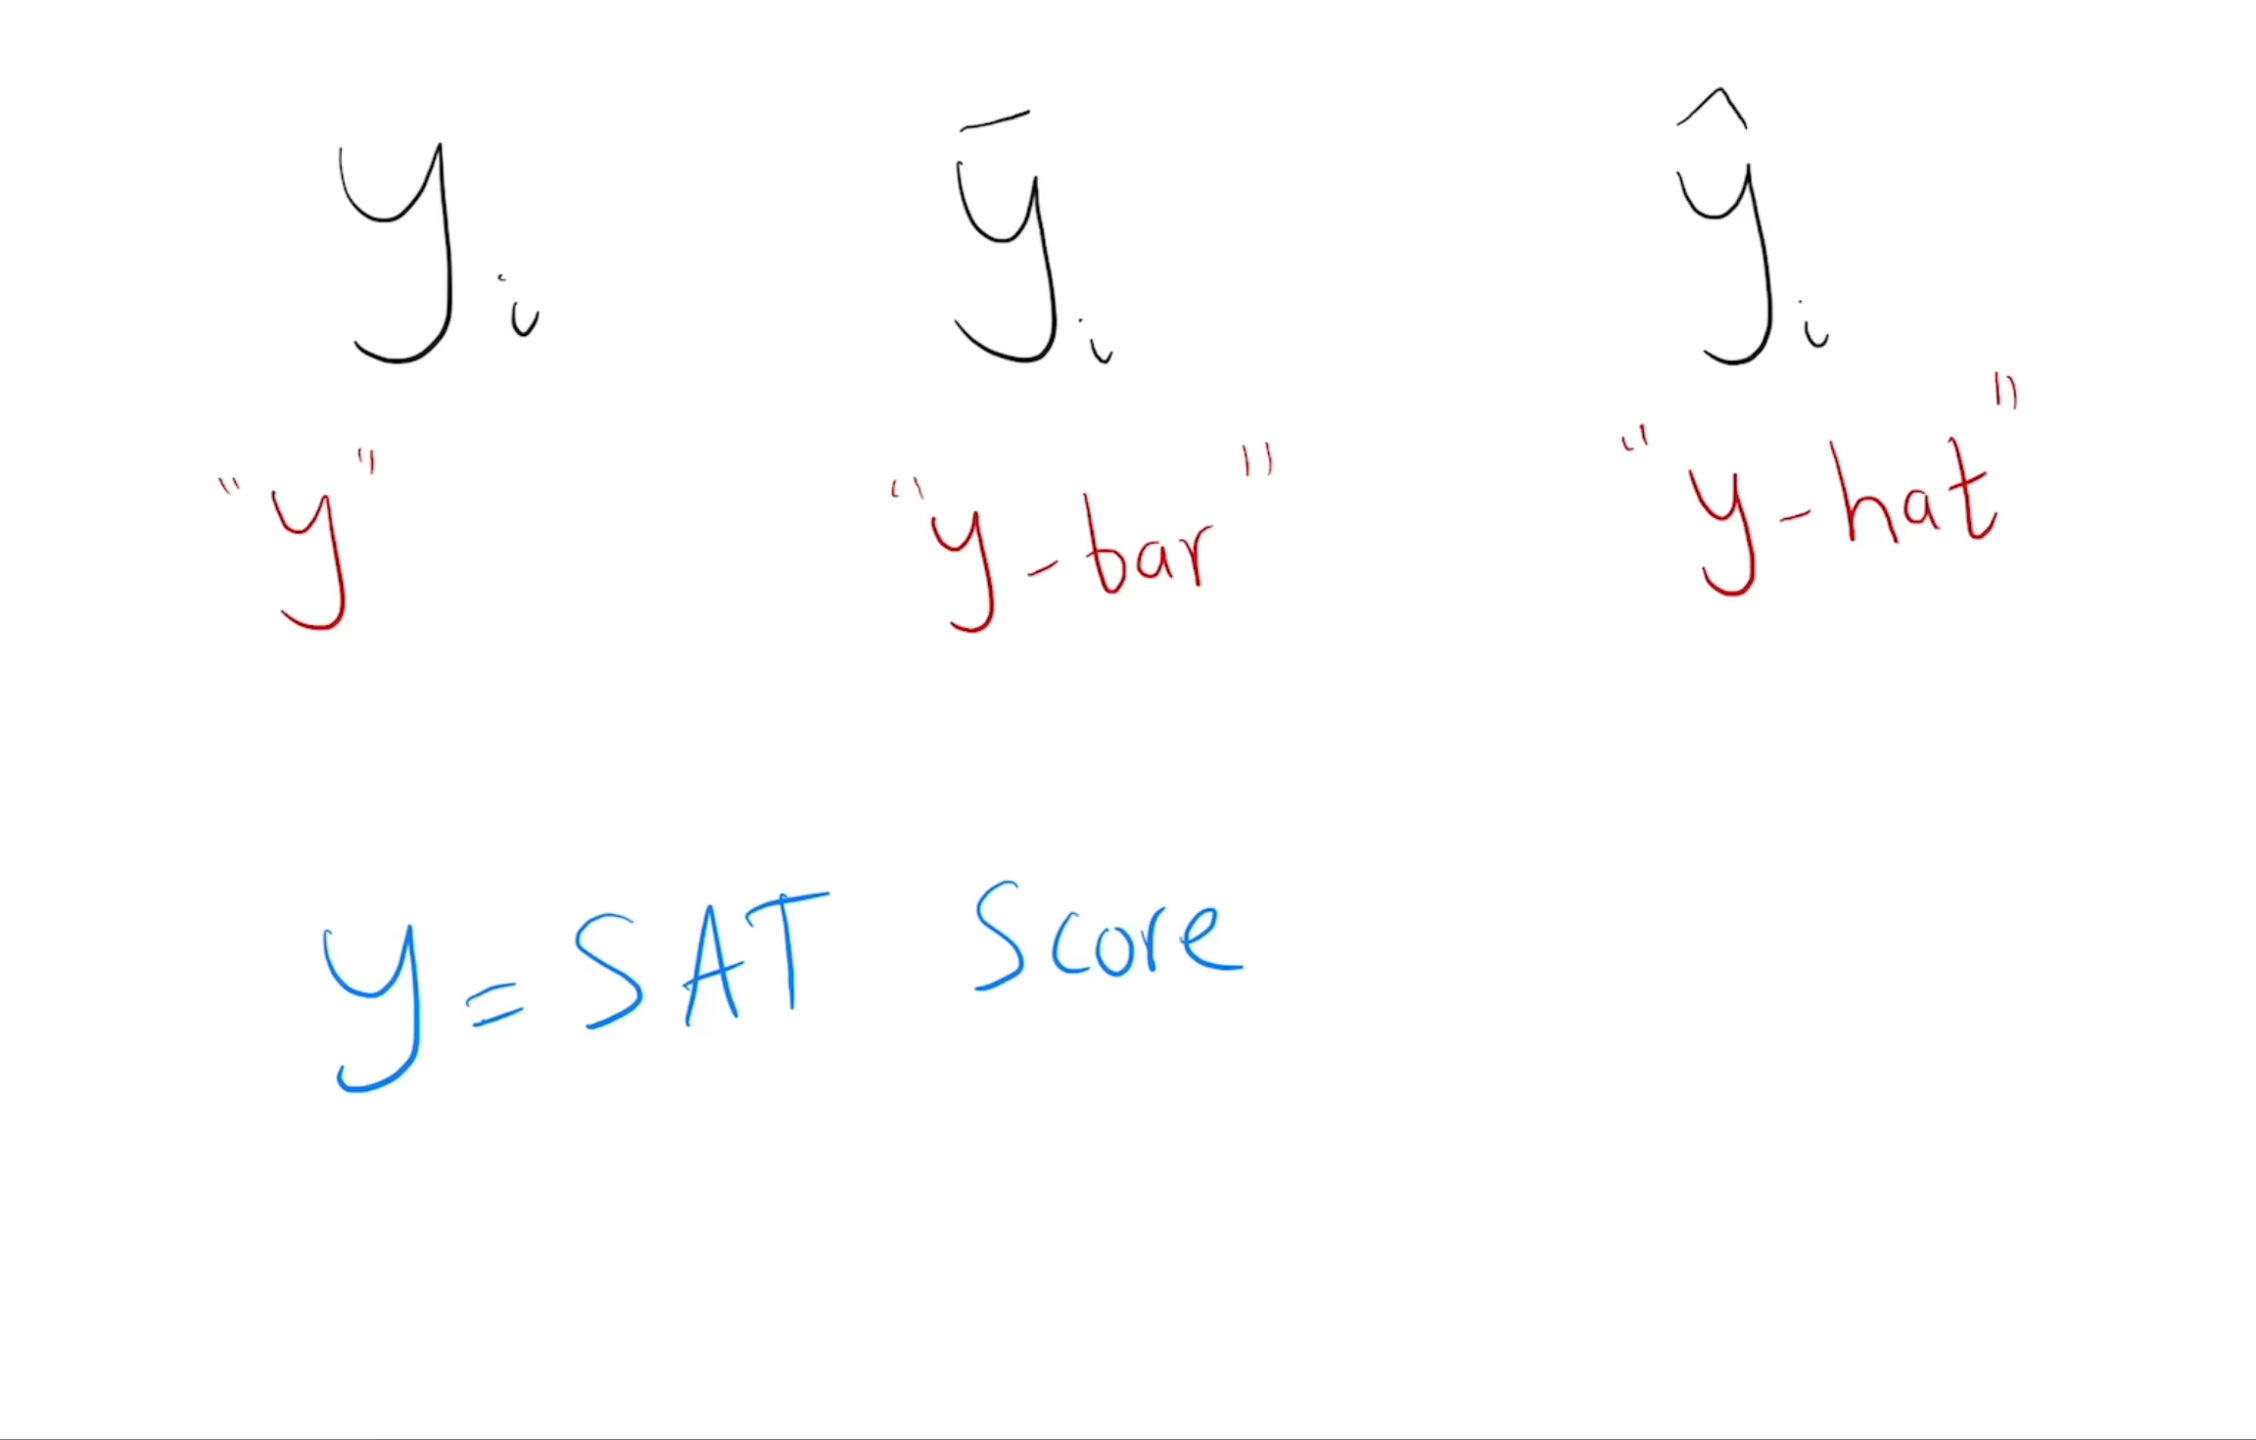 yᵢ ȳᵢ ŷᵢ
"y" "y-bar" "y-hat"
y = SAT Score